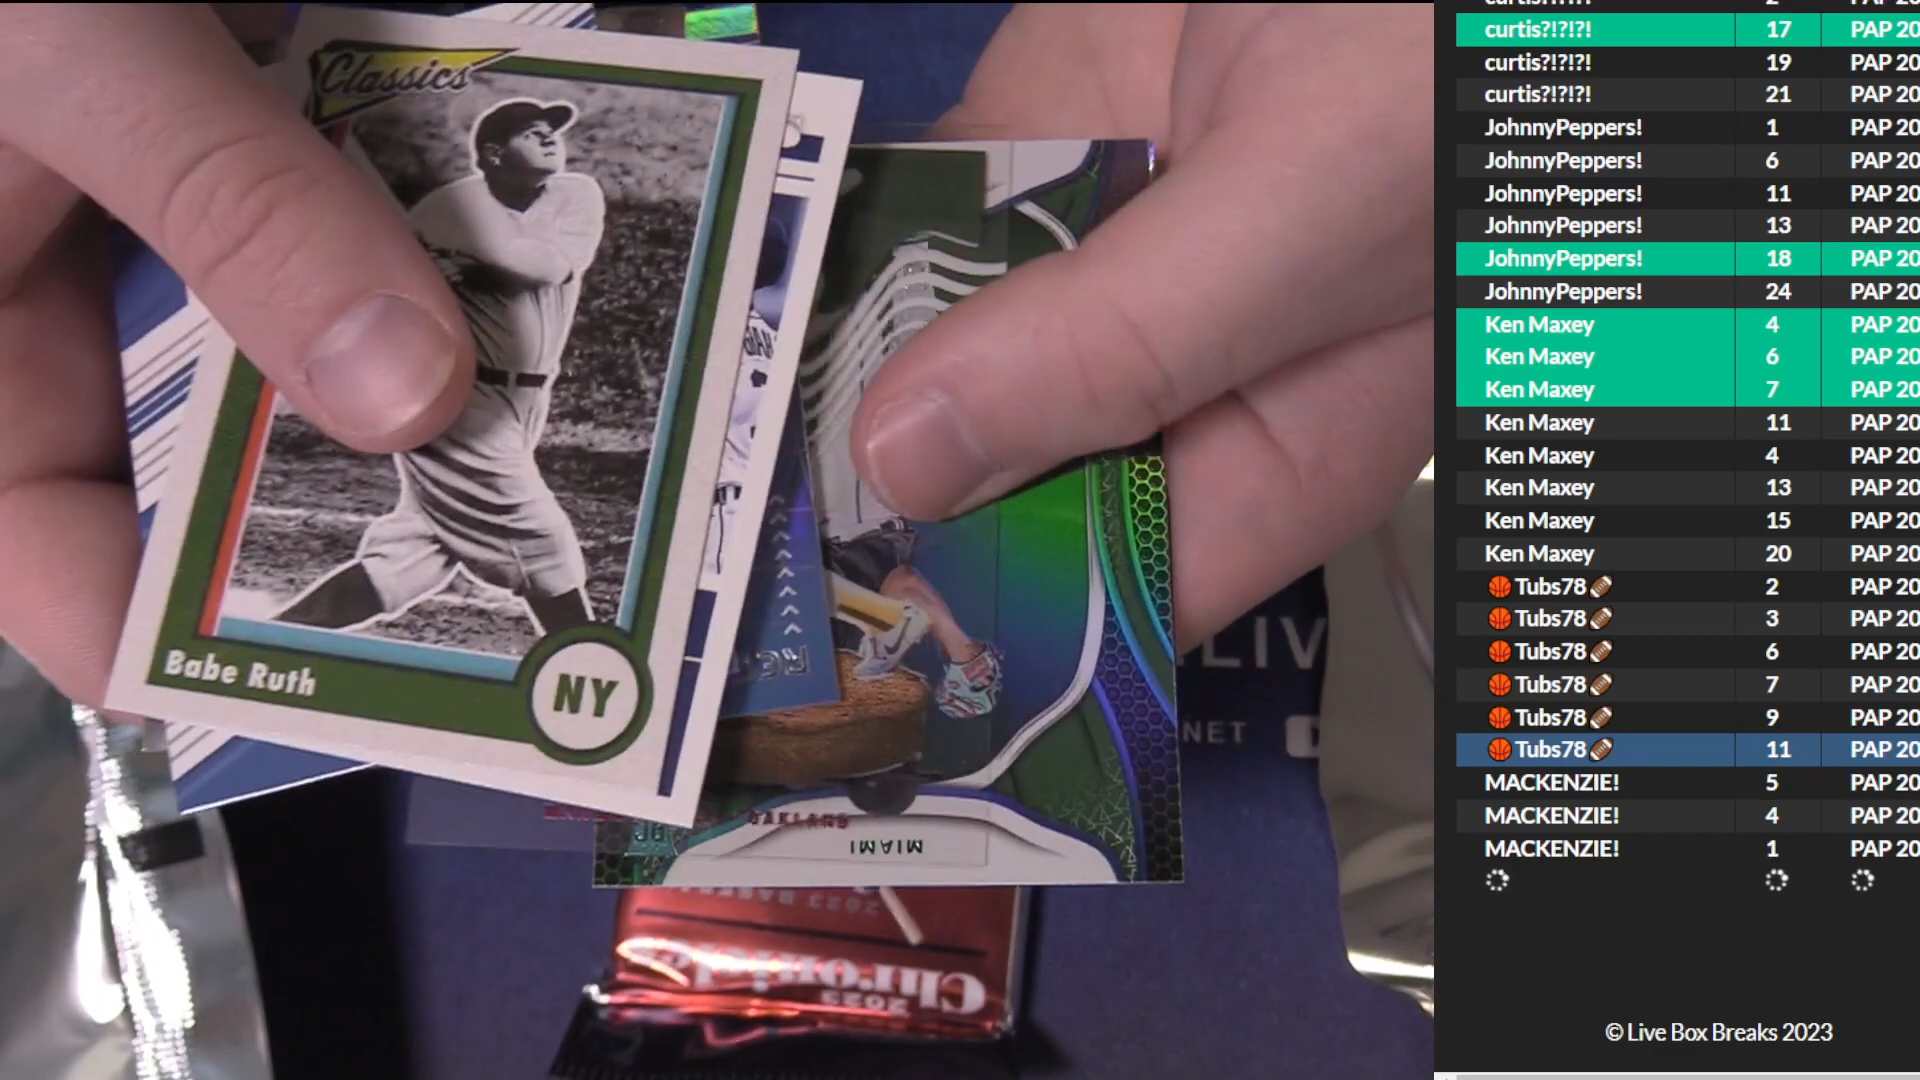 Classics
Babe Ruth
NY
OAKLAND
MIAMI
.LIV
NET
2023
Chronicles
curtis?!?!?! 17 PAP 20
curtis?!?!?! 19 PAP 20
curtis?!?!?! 21 PAP 20
JohnnyPeppers! 1 PAP 20
JohnnyPeppers! 6 PAP 20
JohnnyPeppers! 11 PAP 20
JohnnyPeppers! 13 PAP 20
JohnnyPeppers! 18 PAP 20
JohnnyPeppers! 24 PAP 20
Ken Maxey 4 PAP 20
Ken Maxey 6 PAP 20
Ken Maxey 7 PAP 20
Ken Maxey 11 PAP 20
Ken Maxey 4 PAP 20
Ken Maxey 13 PAP 20
Ken Maxey 15 PAP 20
Ken Maxey 20 PAP 20
Tubs78 2 PAP 20
Tubs78 3 PAP 20
Tubs78 6 PAP 20
Tubs78 7 PAP 20
Tubs78 9 PAP 20
Tubs78 11 PAP 20
MACKENZIE! 5 PAP 20
MACKENZIE! 4 PAP 20
MACKENZIE! 1 PAP 20
© Live Box Breaks 2023